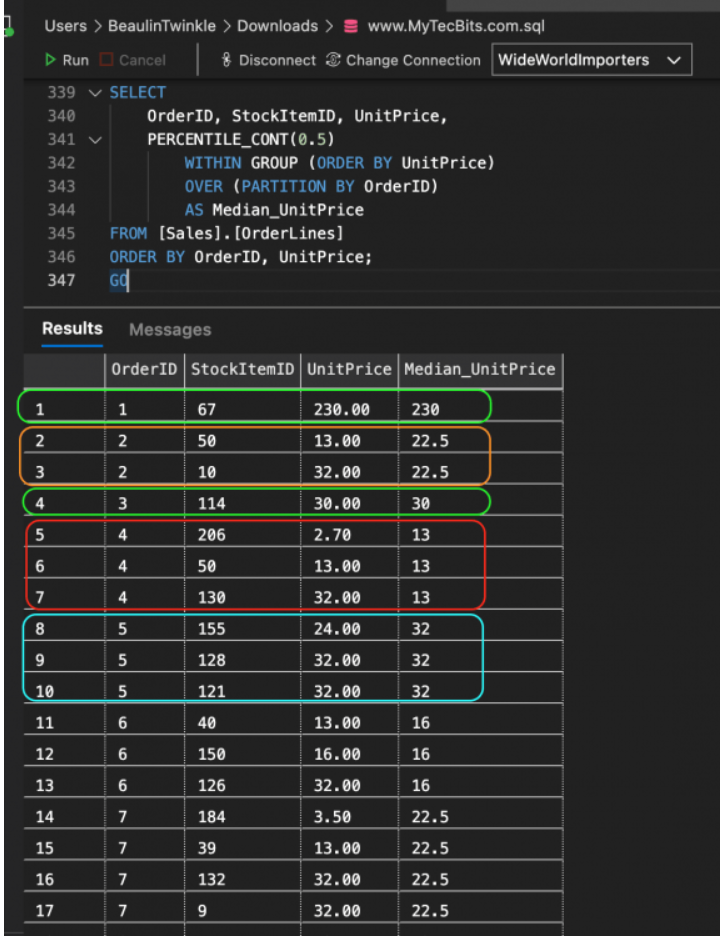 Users > BeaulinTwinkle > Downloads > www.MyTecBits.com.sql
Run Cancel Disconnect Change Connection WideWorldImporters
339 SELECT
340 OrderID, StockItemID, UnitPrice,
341 PERCENTILE_CONT(0.5)
342 WITHIN GROUP (ORDER BY UnitPrice)
343 OVER (PARTITION BY OrderID)
344 AS Median_UnitPrice
345 FROM [Sales].[OrderLines]
346 ORDER BY OrderID, UnitPrice;
347 GO
Results Messages
OrderID StockItemID UnitPrice Median_UnitPrice
1 1 67 230.00 230
2 2 50 13.00 22.5
3 2 10 32.00 22.5
4 3 114 30.00 30
5 4 206 2.70 13
6 4 50 13.00 13
7 4 130 32.00 13
8 5 155 24.00 32
9 5 128 32.00 32
10 5 121 32.00 32
11 6 40 13.00 16
12 6 150 16.00 16
13 6 126 32.00 16
14 7 184 3.50 22.5
15 7 39 13.00 22.5
16 7 132 32.00 22.5
17 7 9 32.00 22.5